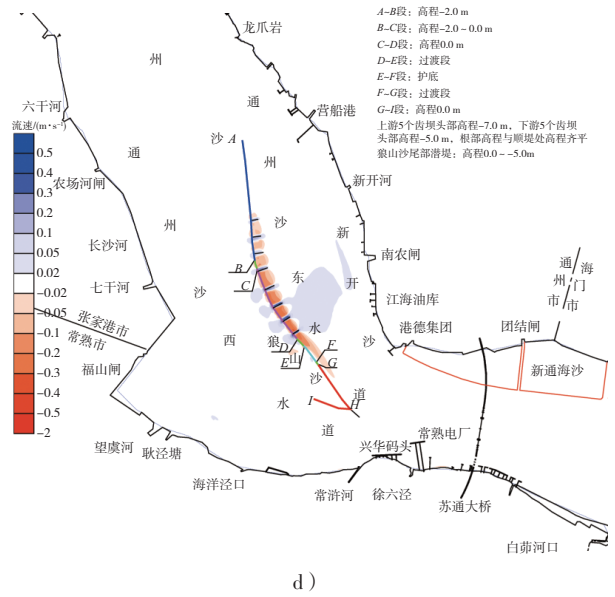 A-B段：高程-2.0 m
B-C段；高程-2.0～0.0 m
C-D段；高程0.0 m
D-E段；过渡段
E-F段；护底
F-G段；过渡段
G-I段；高程0.0 m
上游5个齿坝头部高程-7.0 m，下游5个齿坝
头部高程-5.0 m，根部高程与顺堤处高程齐平
狼山沙尾部潜堤；高程0.0～-5.0m
龙爪岩
营船港
新开河
南农闸
江海油库
港德集团
团结闸
通州市
海门市
新通海沙
六干河
流速/(m·s⁻¹)
0.5
0.4
0.3
0.2
0.1
0.05
0.02
-0.02
-0.05
-0.1
-0.2
-0.3
-0.4
-0.5
-2
农场河闸
长沙河
七干河
张家港市
常熟市
福山闸
望虞河
耿泾塘
海洋泾口
常浒河
兴华码头
徐六泾
常熟电厂
苏通大桥
白茆河口
通州沙西水道
通州沙东水道
狼山沙
新开沙
A
B
C
D
E
F
G
H
I
d）